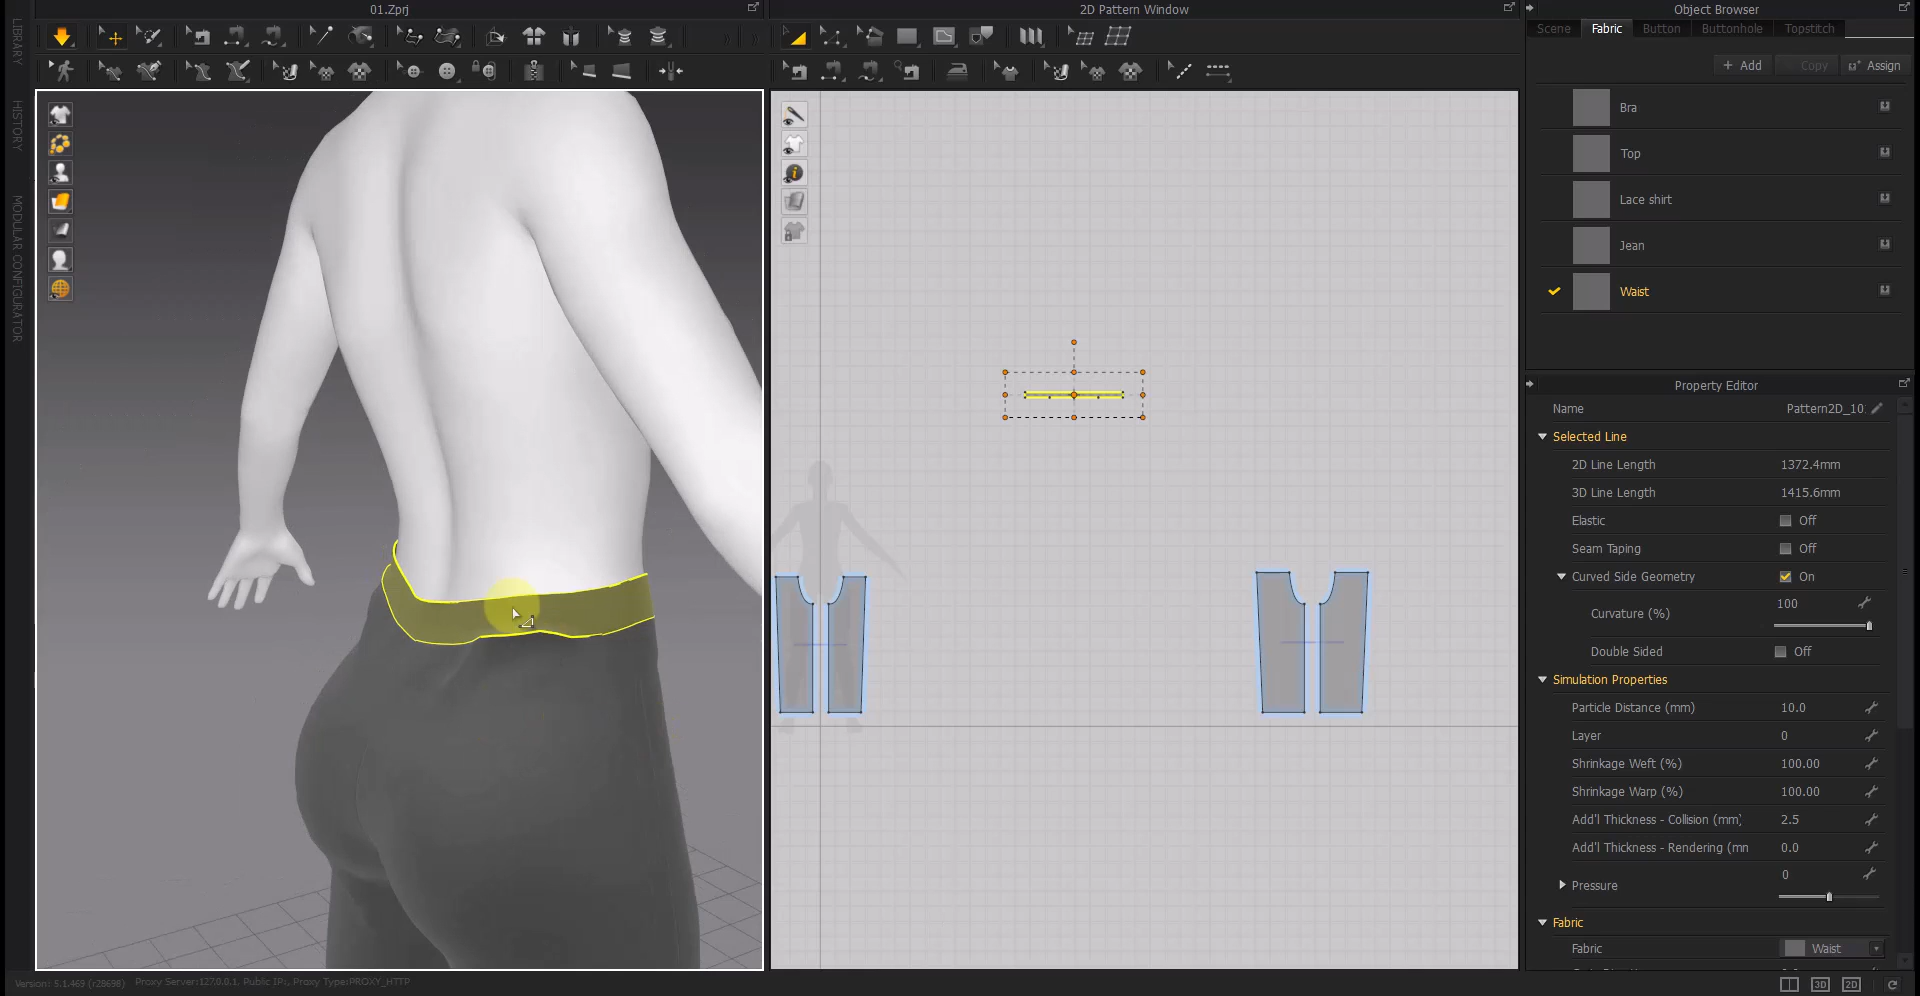 01.Zprj
2D Pattern Window
Object Browser
Scene
Fabric
Button
Buttonhole
Topstitch
+ Add
Copy
Assign
LIBRARY
HISTORY
MODULAR CONFIGURATOR
Bra
Top
Lace shirt
Jean
Waist
Property Editor
Name
Pattern2D_10
Selected Line
2D Line Length 1372.4mm
3D Line Length 1415.6mm
Elastic Off
Seam Taping Off
Curved Side Geometry On
Curvature (%) 100
Double Sided Off
Simulation Properties
Particle Distance (mm) 10.0
Layer 0
Shrinkage Weft (%) 100.00
Shrinkage Warp (%) 100.00
Add'l Thickness - Collision (mm) 2.5
Add'l Thickness - Rendering (mn 0.0
Pressure 0
Fabric
Fabric Waist
Version: 5.1.469 (r28698) Proxy Server:127.0.0.1, Public IP:, Proxy Type:PROXY_HTTP
3D
2D